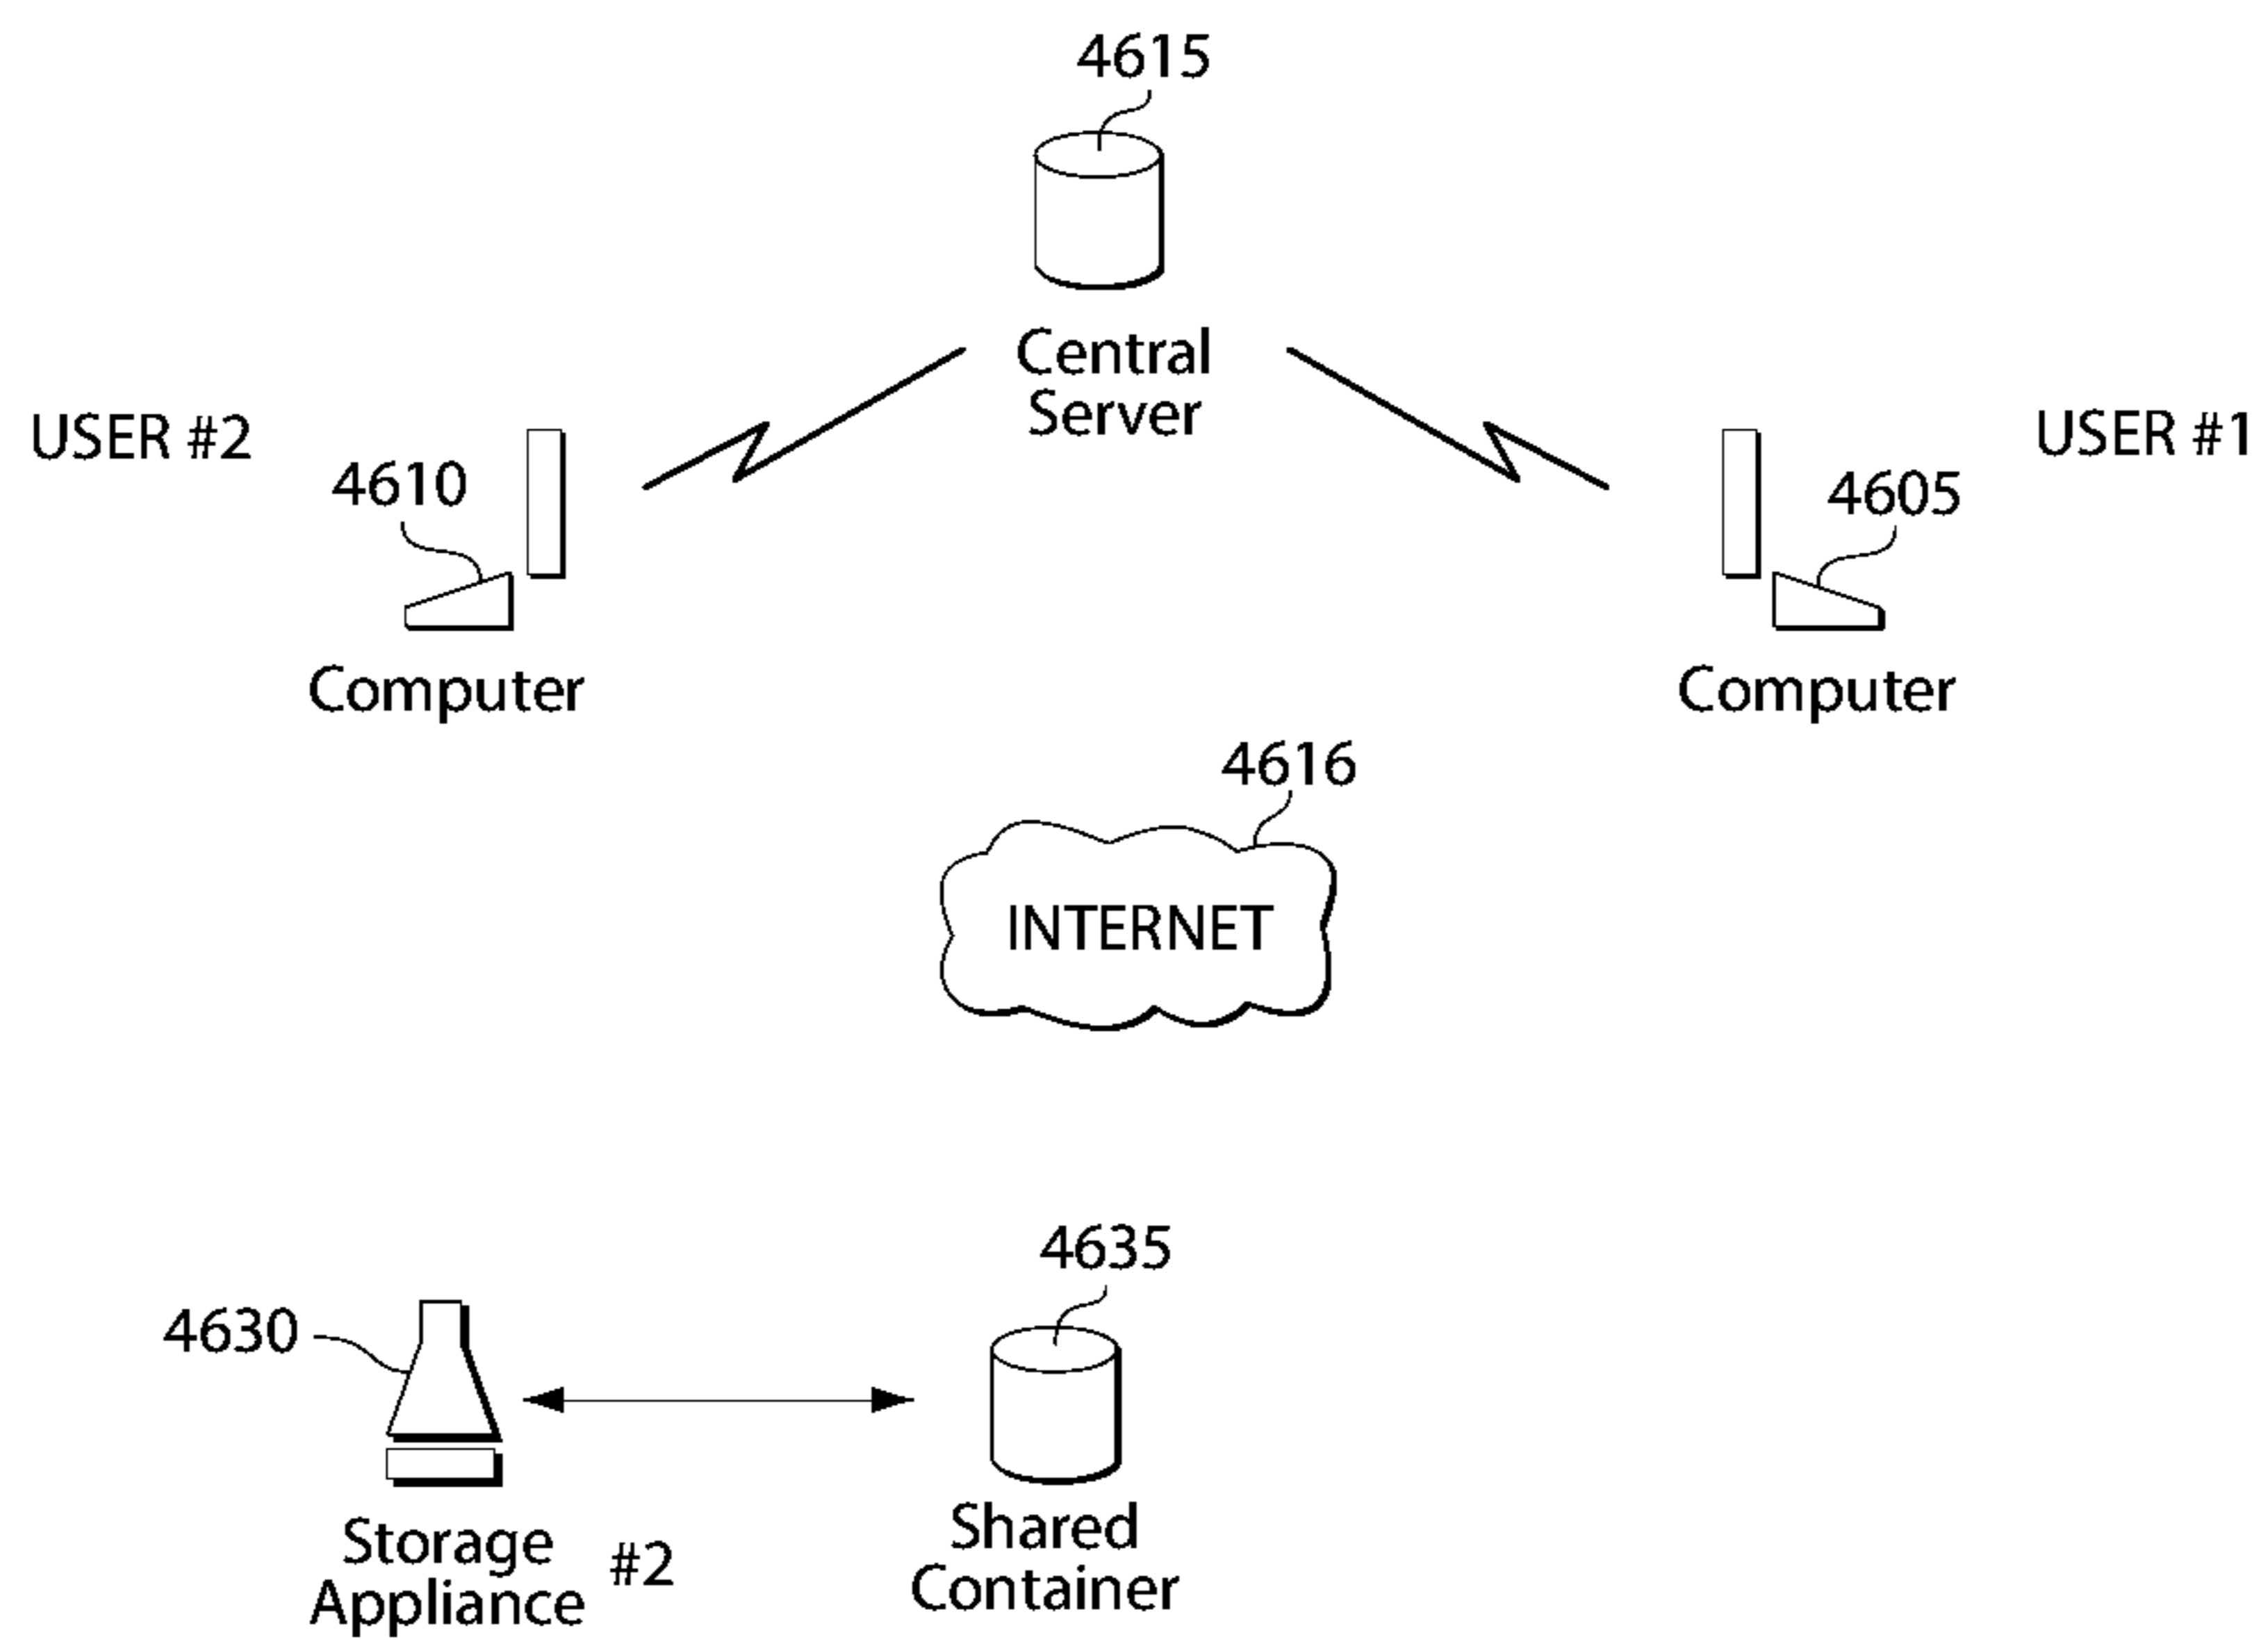 4615
Central
Server
USER #2
USER #1
4610
4605
Computer
Computer
4616
INTERNET
4635
4630
Shared
Container
Storage
Appliance
#2